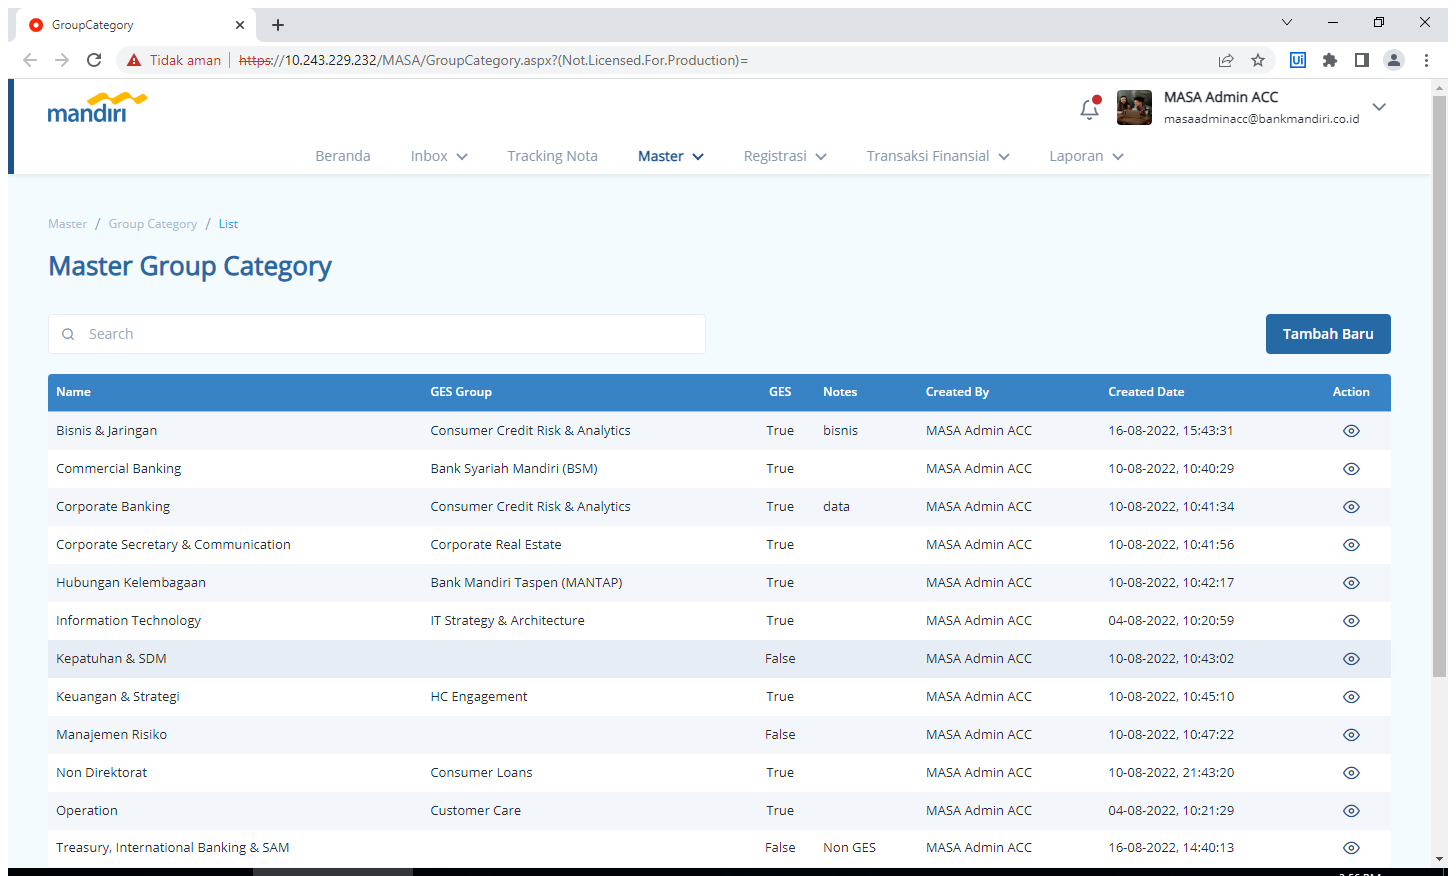 GroupCategory
Tidak aman https://10.243.229.232/MASA/GroupCategory.aspx?(Not.Licensed.For.Production)=
Ui
mandiri
MASA Admin ACC
masaadminacc@bankmandiri.co.id
Beranda Inbox Tracking Nota Master Registrasi Transaksi Finansial Laporan
Master / Group Category / List
Master Group Category
Search
Tambah Baru
Name GES Group GES Notes Created By Created Date Action
Bisnis & Jaringan Consumer Credit Risk & Analytics True bisnis MASA Admin ACC 16-08-2022, 15:43:31
Commercial Banking Bank Syariah Mandiri (BSM) True MASA Admin ACC 10-08-2022, 10:40:29
Corporate Banking Consumer Credit Risk & Analytics True data MASA Admin ACC 10-08-2022, 10:41:34
Corporate Secretary & Communication Corporate Real Estate True MASA Admin ACC 10-08-2022, 10:41:56
Hubungan Kelembagaan Bank Mandiri Taspen (MANTAP) True MASA Admin ACC 10-08-2022, 10:42:17
Information Technology IT Strategy & Architecture True MASA Admin ACC 04-08-2022, 10:20:59
Kepatuhan & SDM False MASA Admin ACC 10-08-2022, 10:43:02
Keuangan & Strategi HC Engagement True MASA Admin ACC 10-08-2022, 10:45:10
Manajemen Risiko False MASA Admin ACC 10-08-2022, 10:47:22
Non Direktorat Consumer Loans True MASA Admin ACC 10-08-2022, 21:43:20
Operation Customer Care True MASA Admin ACC 04-08-2022, 10:21:29
Treasury, International Banking & SAM False Non GES MASA Admin ACC 16-08-2022, 14:40:13